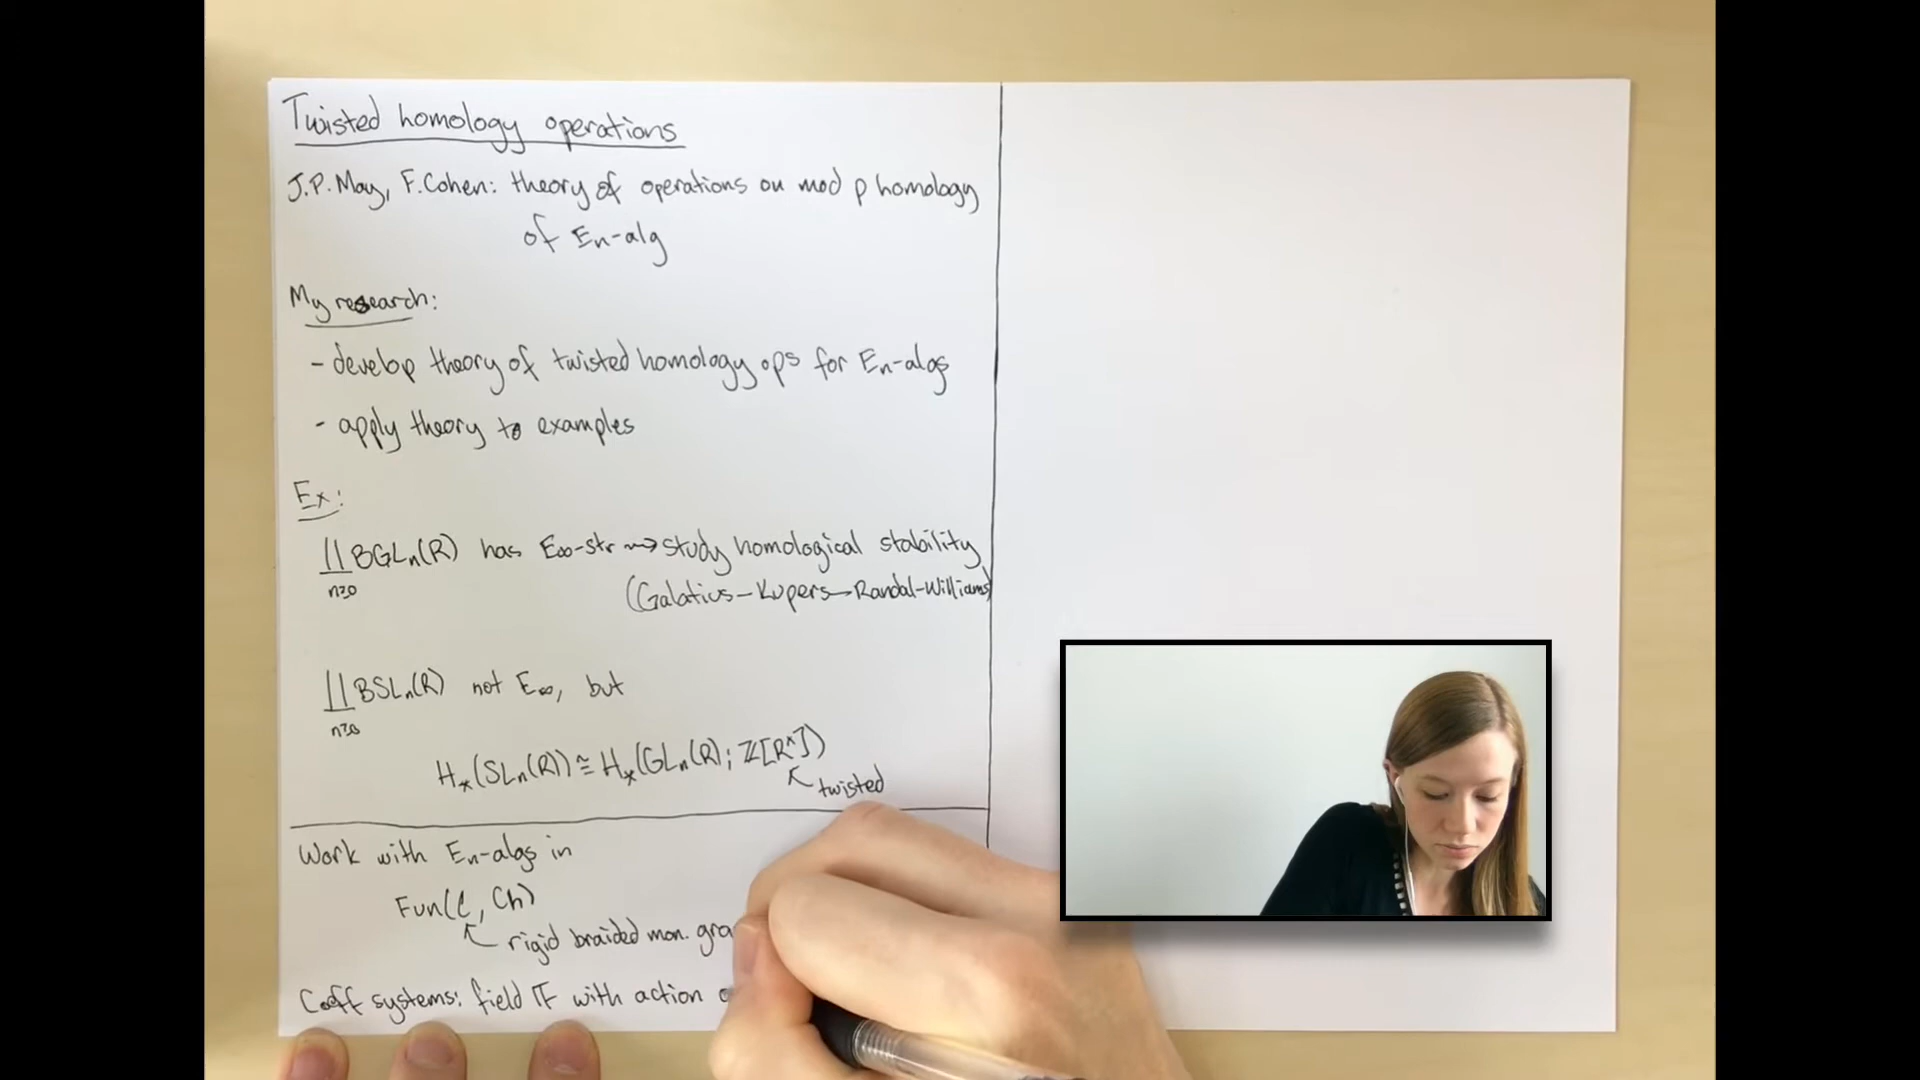 Twisted homology operations
J.P. May, F. Cohen: theory of operations on mod p homology
of En-alg
My research:
- develop theory of twisted homology ops for En-algs
- apply theory to examples
Ex:
∐ BGLn(R) has E∞-str ⇝ study homological stability
n≥0
(Galatius–Kupers–Randal-Williams)
∐ BSLn(R) not E∞, but
n≥0
H*(SLn(R)) ≅ H*(GLn(R); ℤ[R×])
↖ twisted
Work with En-algs in
Fun(C, Ch)
↖ rigid braided mon.
Coeff systems: field F with action